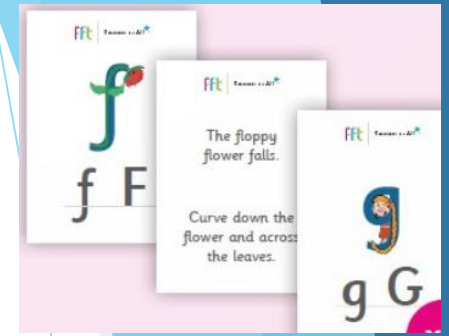 fft
f F
fft
The floppy
flower falls.
Curve down the
flower and across
the leaves.
fft
g G